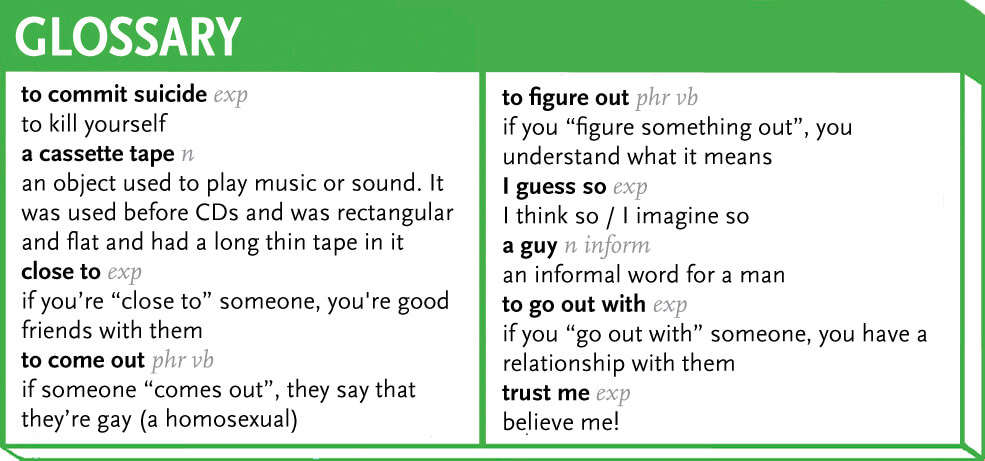 GLOSSARY
to commit suicide exp
to kill yourself
a cassette tape n
an object used to play music or sound. It
was used before CDs and was rectangular
and flat and had a long thin tape in it
close to exp
if you’re “close to” someone, you're good
friends with them
to come out phr vb
if someone “comes out”, they say that
they’re gay (a homosexual)
to figure out phr vb
if you “figure something out”, you
understand what it means
I guess so exp
I think so / I imagine so
a guy n inform
an informal word for a man
to go out with exp
if you “go out with” someone, you have a
relationship with them
trust me exp
believe me!